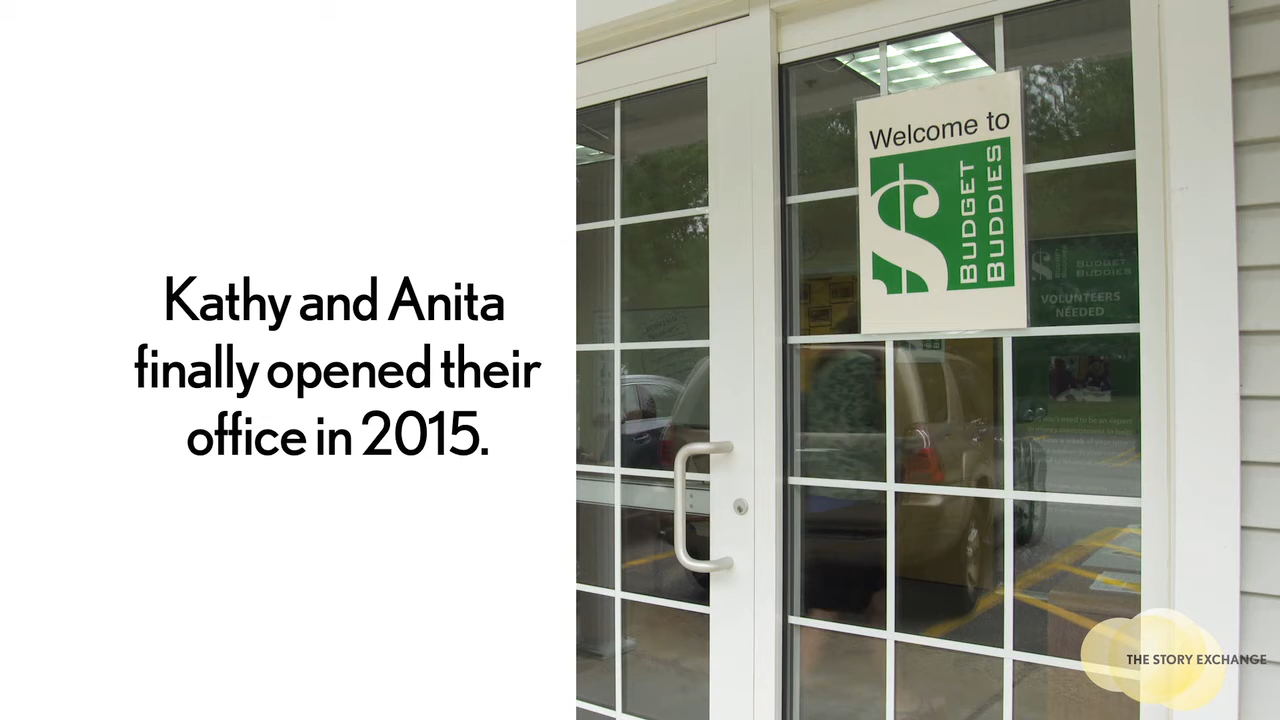 Kathy and Anita
finally opened their
office in 2015.
Welcome to
$
BUDGET
BUDDIES
BUDGET
BUDDIES
VOLUNTEERS
NEEDED
THE STORY EXCHANGE